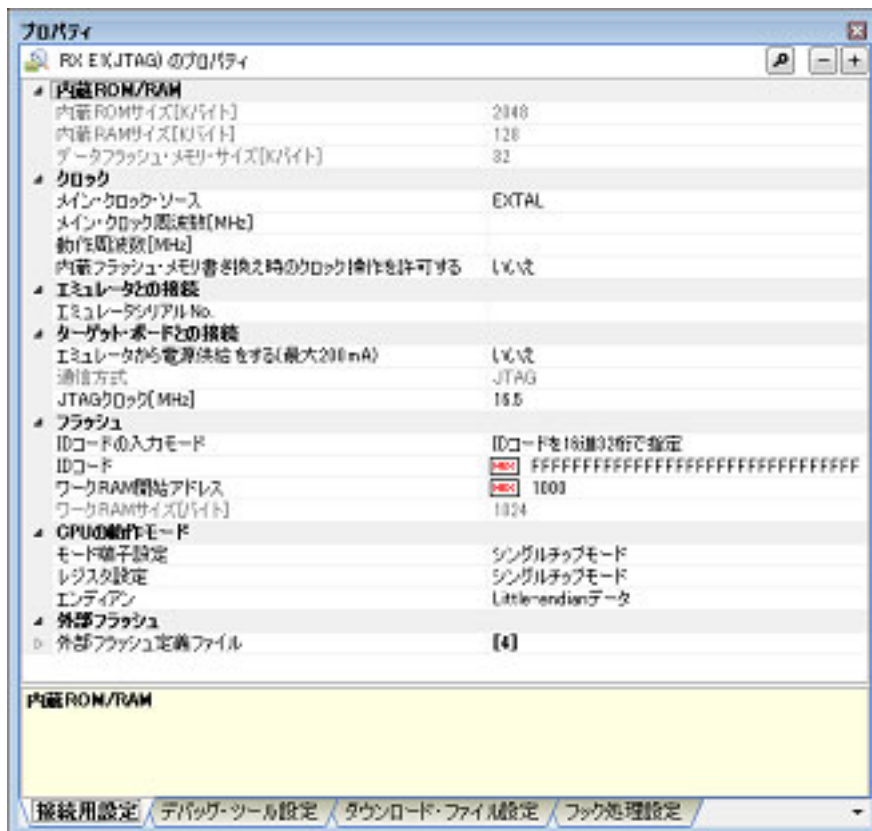 プロパティ
RX E1(JTAG) のプロパティ
内蔵ROM/RAM
内蔵ROMサイズ[Kバイト] 2048
内蔵RAMサイズ[Kバイト] 128
データフラッシュ・メモリ・サイズ[Kバイト] 32
クロック
メイン・クロック・ソース EXTAL
メイン・クロック周波数[MHz]
動作周波数[MHz]
内蔵フラッシュ・メモリ書き換え時のクロック操作を許可する いいえ
エミュレータとの接続
エミュレータシリアルNo.
ターゲット・ボードとの接続
エミュレータから電源供給をする(最大200mA) いいえ
通信方式 JTAG
JTAGクロック[MHz] 16.5
フラッシュ
IDコードの入力モード IDコードを16進32桁で指定
IDコード HEX FFFFFFFFFFFFFFFFFFFFFFFFFFFFFFFF
ワークRAM開始アドレス HEX 1000
ワークRAMサイズ[バイト] 1024
CPUの動作モード
モード端子設定 シングルチップモード
レジスタ設定 シングルチップモード
エンディアン Little-endianデータ
外部フラッシュ
外部フラッシュ定義ファイル [4]
内蔵ROM/RAM
接続用設定 デバッグ・ツール設定 ダウンロード・ファイル設定 フック処理設定